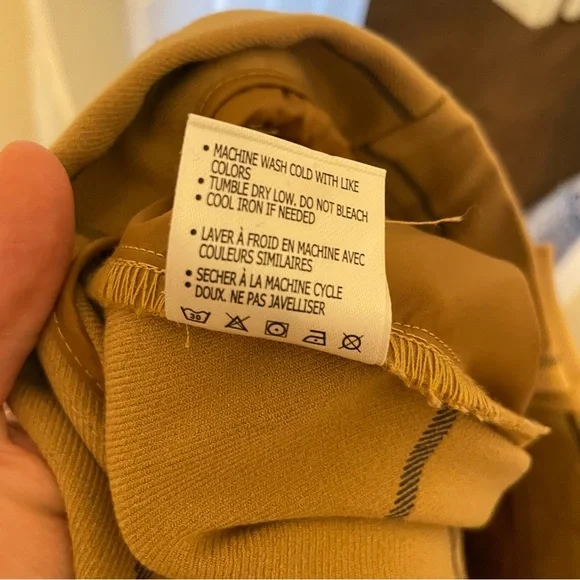 • MACHINE WASH COLD WITH LIKE
COLORS
• TUMBLE DRY LOW. DO NOT BLEACH
• COOL IRON IF NEEDED
• LAVER À FROID EN MACHINE AVEC
COULEURS SIMILAIRES
• SECHER À LA MACHINE CYCLE
• DOUX. NE PAS JAVELLISER
30